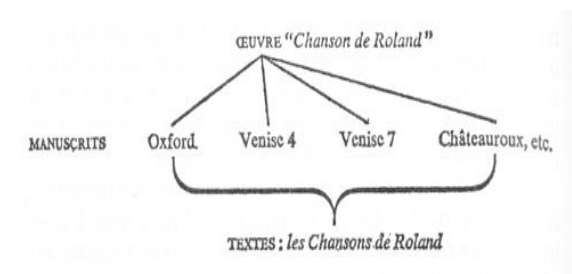 ŒUVRE "Chanson de Roland"
MANUSCRITS Oxford. Venise 4 Venise 7 Châteauroux, etc.
TEXTES : les Chansons de Roland